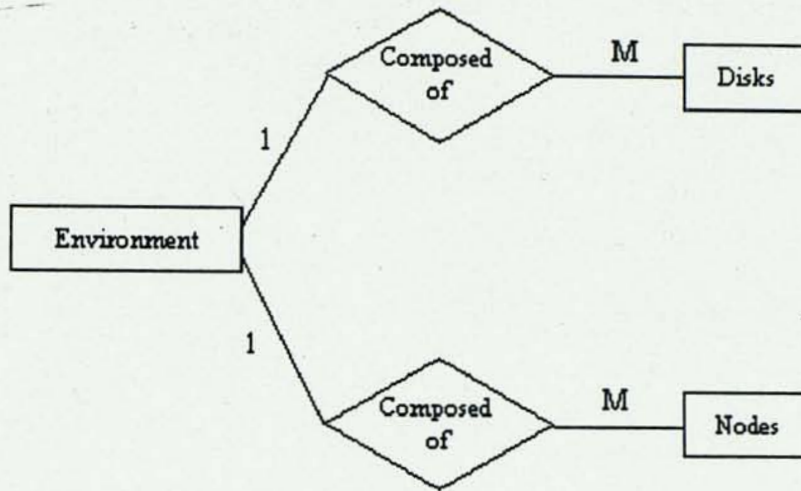 Composed
of
M
Disks
1
Environment
1
Composed
of
M
Nodes